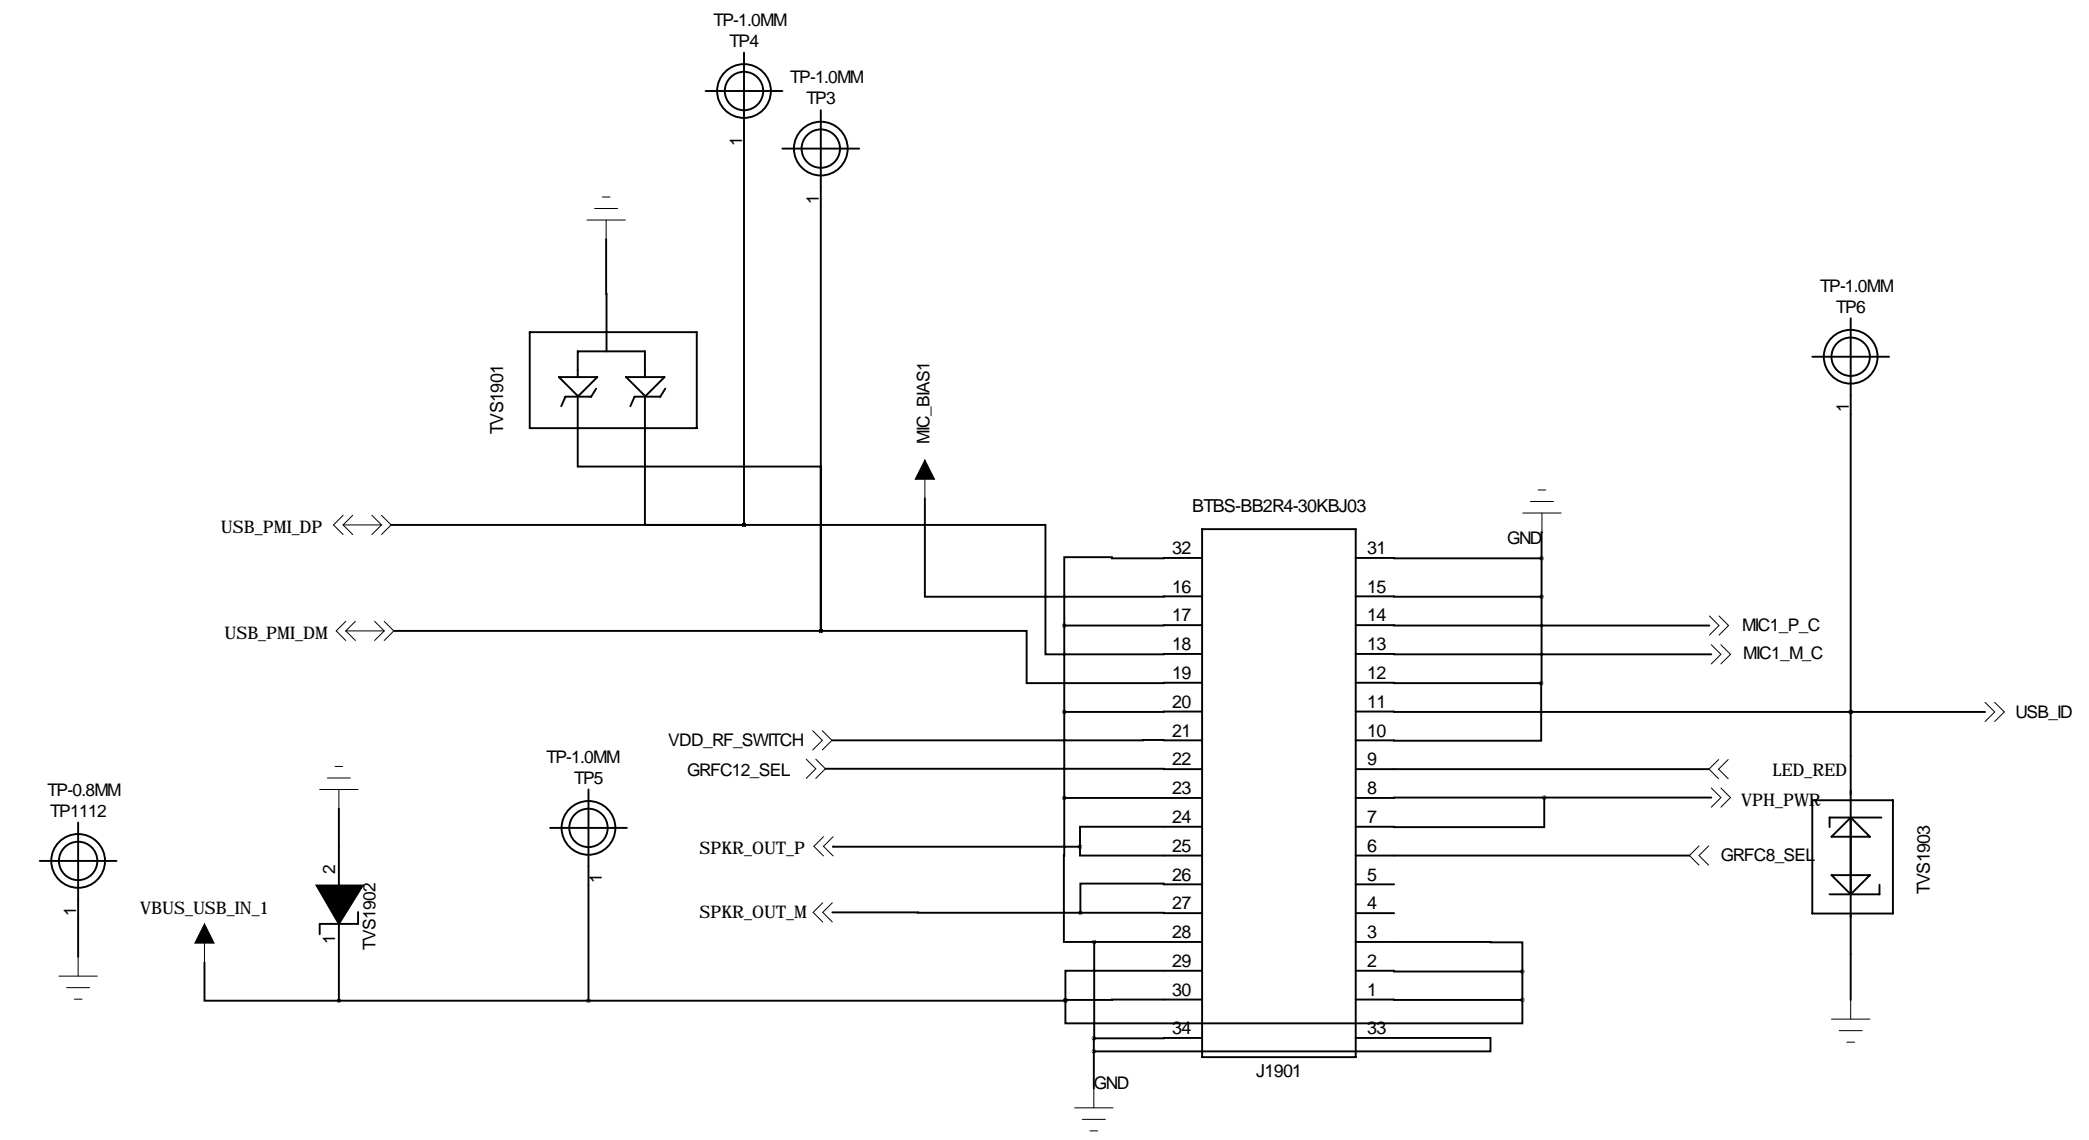 TP-1.0MM
TP4
1
TP-1.0MM
TP3
1
TVS1901
MIC_BIAS1
TP-1.0MM
TP6
1
USB_PMI_DP
USB_PMI_DM
BTBS-BB2R4-30KBJ03
GND
32
31
16
15
17
14
MIC1_P_C
18
13
MIC1_M_C
19
12
20
11
USB_ID
VDD_RF_SWITCH
21
10
GRFC12_SEL
22
9
LED_RED
23
8
VPH_PWR
24
7
SPKR_OUT_P
25
6
GRFC8_SEL
TVS1903
26
5
SPKR_OUT_M
27
4
28
3
29
2
30
1
34
33
J1901
GND
TP-1.0MM
TP5
1
TP-0.8MM
TP1112
1
VBUS_USB_IN_1
2
1
TVS1902